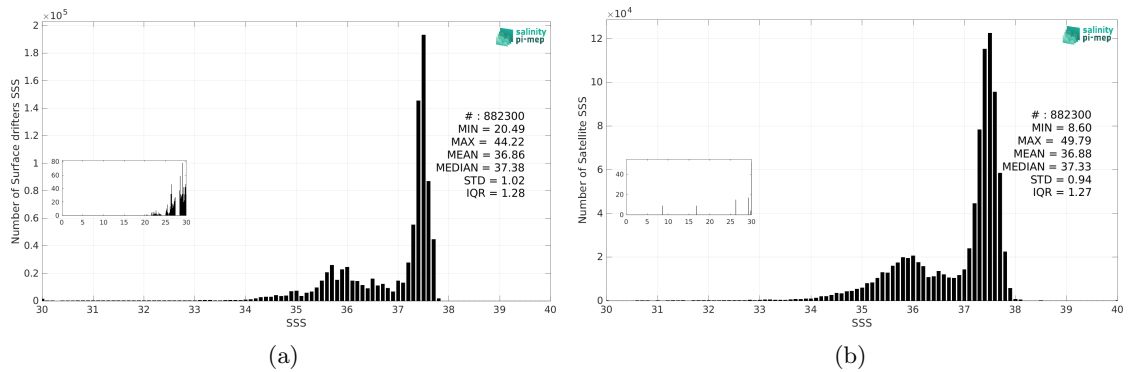 ×10⁵
2
1.8
1.6
1.4
1.2
1
0.8
0.6
0.4
0.2
0
Number of Surface drifters SSS
salinity
pi-mep
# : 882300
MIN = 20.49
MAX = 44.22
MEAN = 36.86
MEDIAN = 37.38
STD = 1.02
IQR = 1.28
80
60
40
20
0
0 5 10 15 20 25 30
30 31 32 33 34 35 36 37 38 39 40
SSS
(a)
×10⁴
12
10
8
6
4
2
0
Number of Satellite SSS
salinity
pi-mep
# : 882300
MIN = 8.60
MAX = 49.79
MEAN = 36.88
MEDIAN = 37.33
STD = 0.94
IQR = 1.27
40
20
0
0 5 10 15 20 25 30
30 31 32 33 34 35 36 37 38 39 40
SSS
(b)